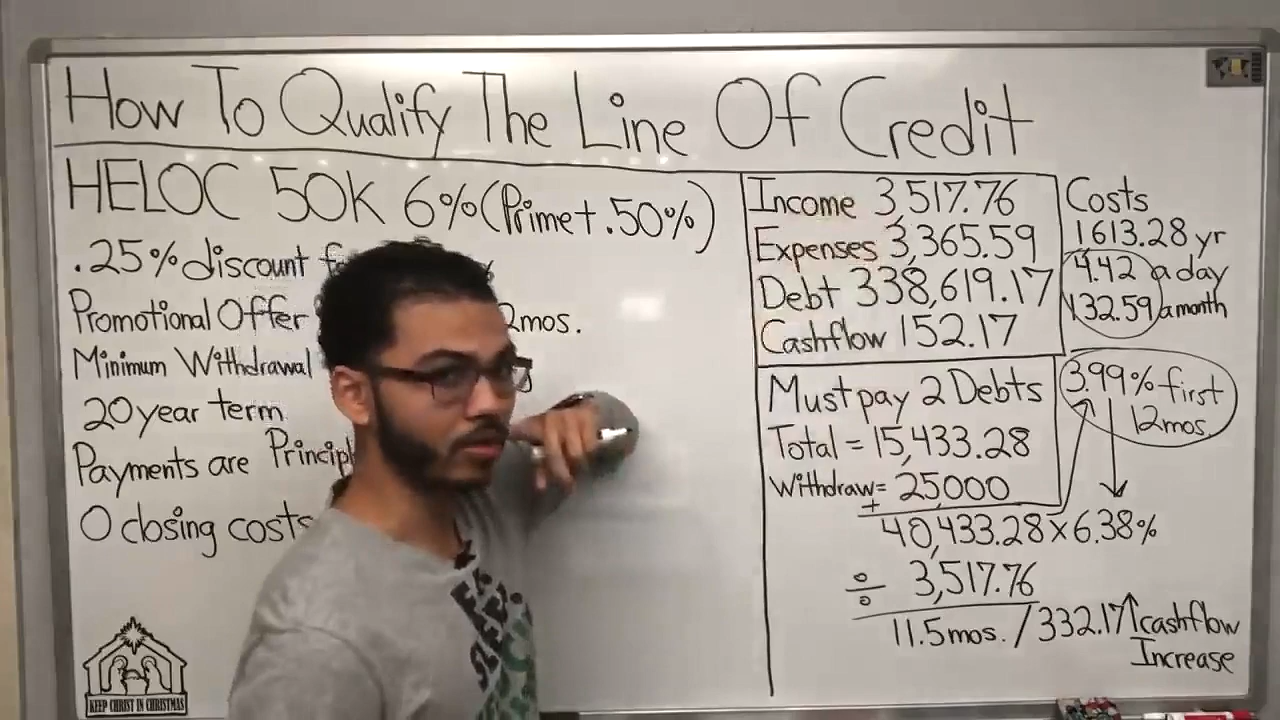 How To Qualify The Line Of Credit
HELOC 50K 6% (Prime + .50%)
.25% discount
Promotional Offer 2mos.
Minimum Withdrawal
20 year term
Payments are
0 closing costs
KEEP CHRIST IN CHRISTMAS
Income 3,517.76
Expenses 3,365.59
Debt 338,619.17
Cashflow 152.17
Costs
1613.28 yr
4.42 a day
132.59 a month
Must pay 2 Debts
Total = 15,433.28
Withdraw = 25,000
+
40,433.28 x 6.38%
÷ 3,517.76
11.5 mos. / 332.17↑ cashflow
Increase
3.99% first
12mos.